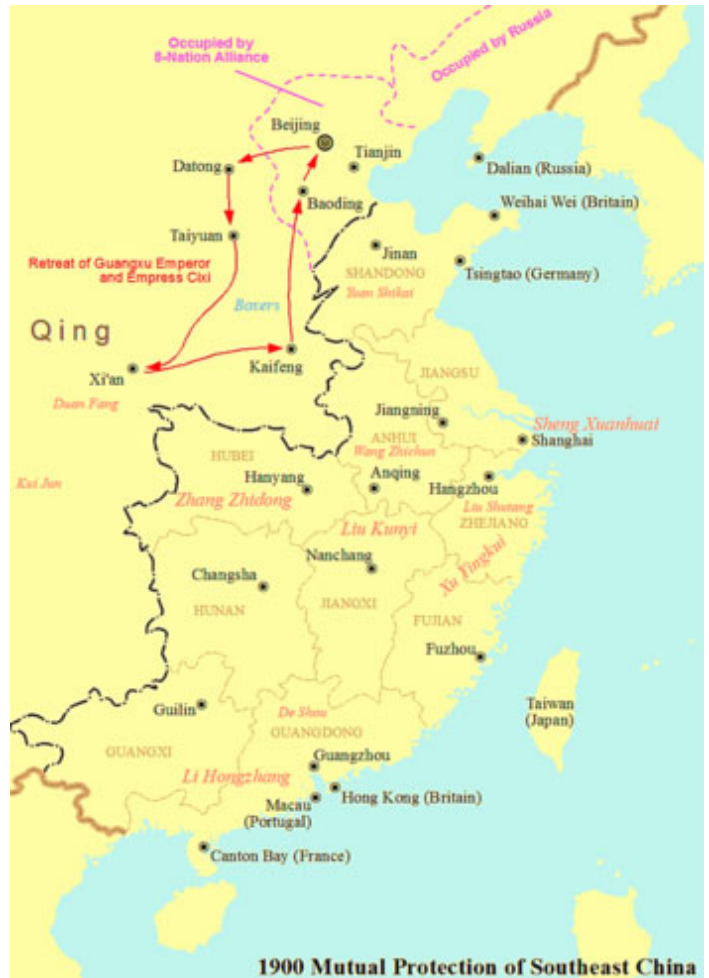 Occupied by
8-Nation Alliance
Occupied by Russia
Beijing
Tianjin
Datong
Dalian (Russia)
Baoding
Weihai Wei (Britain)
Taiyuan
Jinan
Retreat of Guangxu Emperor
and Empress Cixi
SHANDONG
Tsingtao (Germany)
Yuan Shikai
Boxers
Qing
Kaifeng
Xi'an
JIANGSU
Duan Fang
Jiangning
Sheng Xuanhuai
ANHUI
Shanghai
HUBEI
Wang Zhichun
Kui Jun
Hanyang
Anqing
Hangzhou
Zhang Zhidong
Liu Shutang
ZHEJIANG
Liu Kunyi
Xu Yingkui
Nanchang
Changsha
HUNAN
JIANGXI
FUJIAN
Fuzhou
Taiwan
(Japan)
Guilin
De Shou
GUANGDONG
GUANGXI
Guangzhou
Li Hongzhang
Hong Kong (Britain)
Macau
(Portugal)
Canton Bay (France)
1900 Mutual Protection of Southeast China